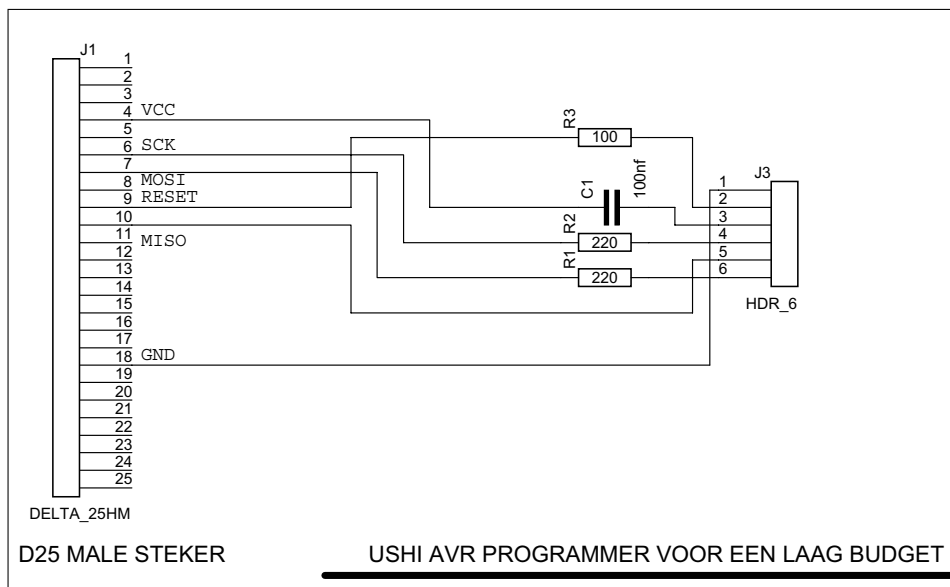 J1
1
2
3
4 VCC
5
6 SCK
7
8 MOSI
9 RESET
10
11 MISO
12
13
14
15
16
17
18 GND
19
20
21
22
23
24
25
DELTA_25HM
R3
100
C1
100nf
R2
220
R1
220
J3
1
2
3
4
5
6
HDR_6
D25 MALE STEKER
USHI AVR PROGRAMMER VOOR EEN LAAG BUDGET